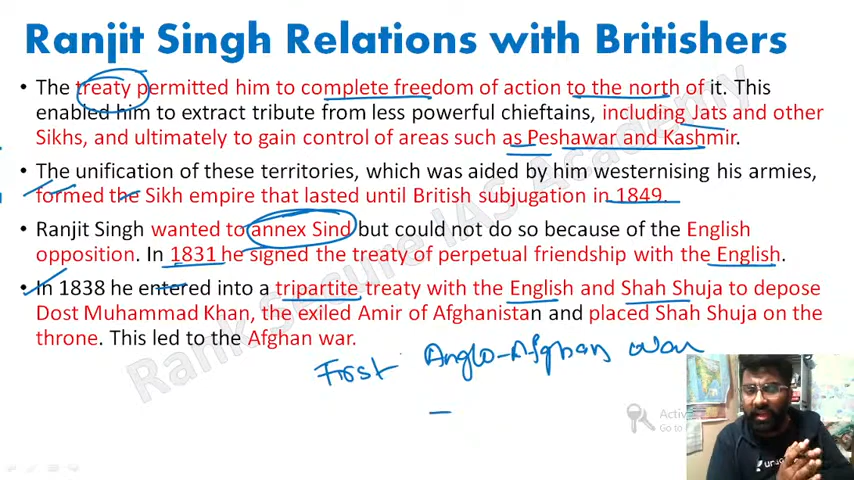 Ranjit Singh Relations with Britishers
• The treaty permitted him to complete freedom of action to the north of it. This
enabled him to extract tribute from less powerful chieftains, including Jats and other
Sikhs, and ultimately to gain control of areas such as Peshawar and Kashmir.
• The unification of these territories, which was aided by him westernising his armies,
formed the Sikh empire that lasted until British subjugation in 1849.
• Ranjit Singh wanted to annex Sind but could not do so because of the English
opposition. In 1831 he signed the treaty of perpetual friendship with the English.
• In 1838 he entered into a tripartite treaty with the English and Shah Shuja to depose
Dost Muhammad Khan, the exiled Amir of Afghanistan and placed Shah Shuja on the
throne. This led to the Afghan war.
First Anglo-Afghan War
Rank Secure IAS Academy
Activ
Go to